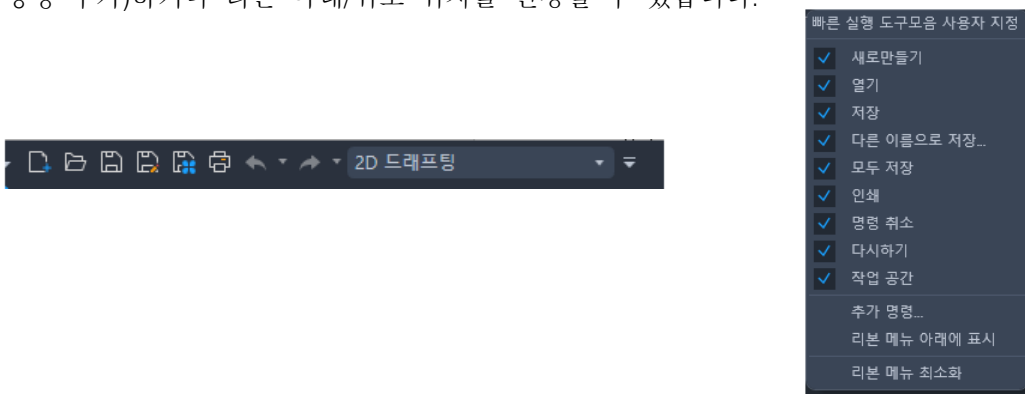 2D 드래프팅
빠른 실행 도구모음 사용자 지정
새로만들기
열기
저장
다른 이름으로 저장...
모두 저장
인쇄
명령 취소
다시하기
작업 공간
추가 명령...
리본 메뉴 아래에 표시
리본 메뉴 최소화